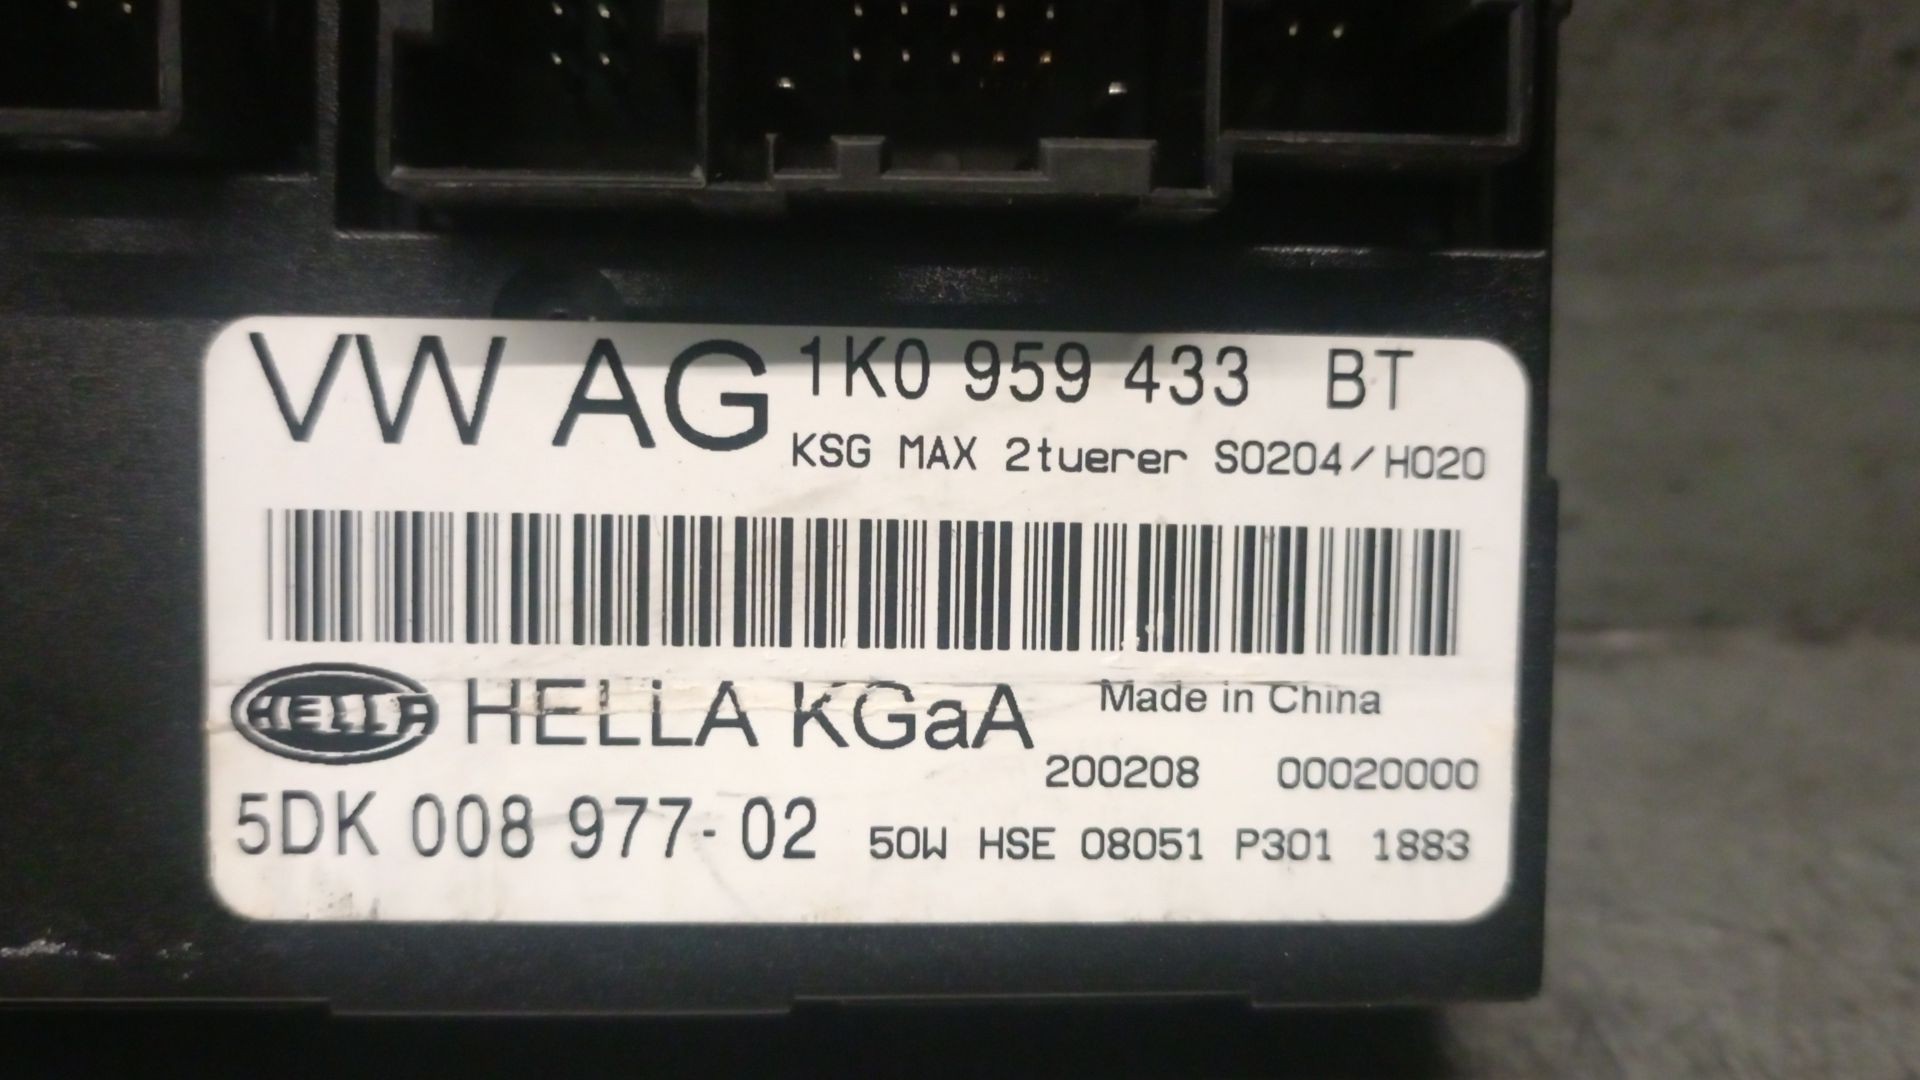 VW AG 1K0 959 433 BT
KSG MAX 2tuerer S0204/H020
HELLA HELLA KGaA Made in China
200208 00020000
5DK 008 977-02 50W HSE 08051 P301 1883